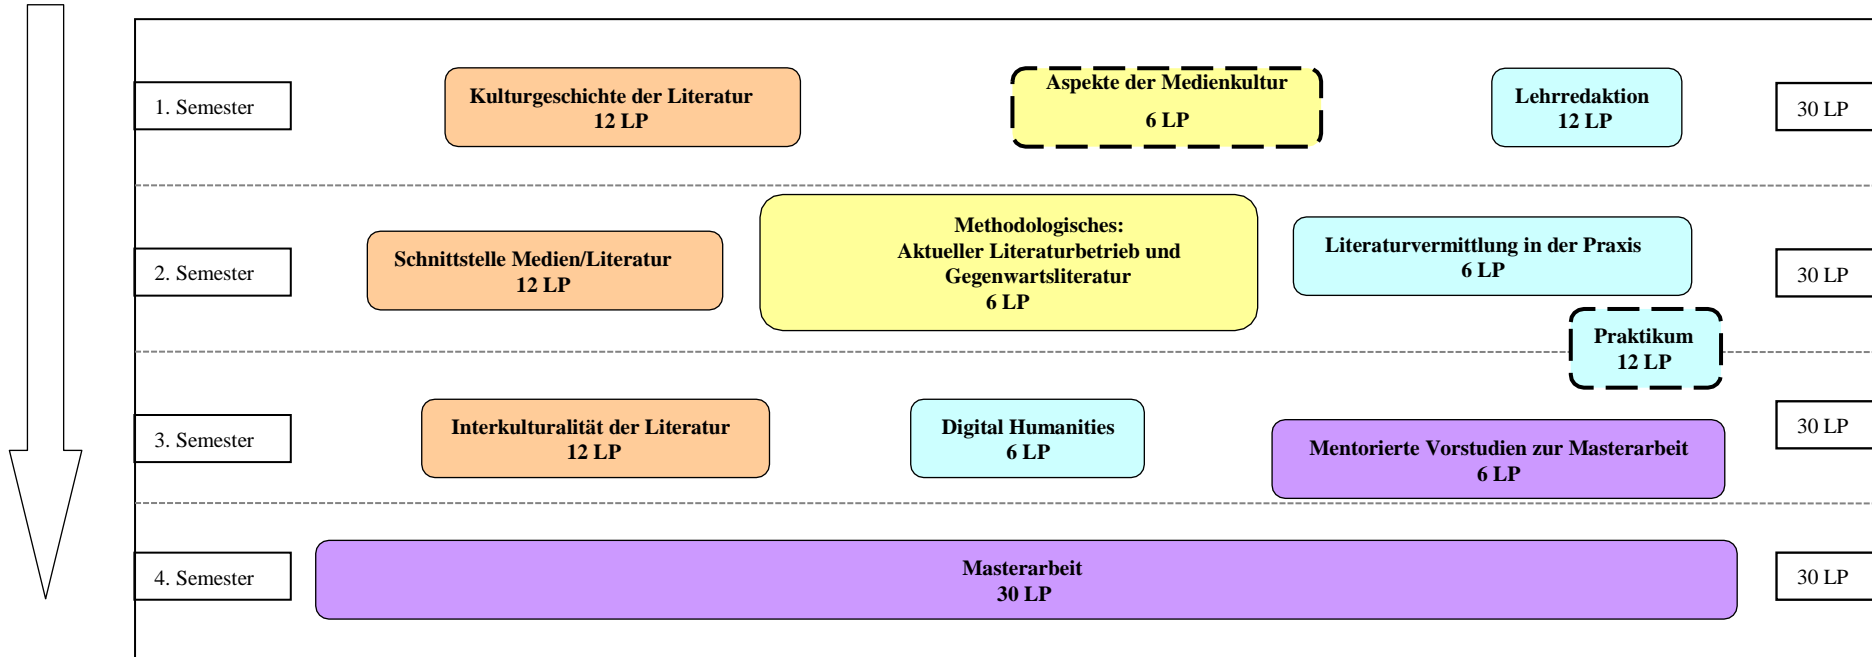 1. Semester
Kulturgeschichte der Literatur
12 LP
Aspekte der Medienkultur
6 LP
Lehrredaktion
12 LP
30 LP
2. Semester
Schnittstelle Medien/Literatur
12 LP
Methodologisches:
Aktueller Literaturbetrieb und
Gegenwartsliteratur
6 LP
Literaturvermittlung in der Praxis
6 LP
30 LP
Praktikum
12 LP
3. Semester
Interkulturalität der Literatur
12 LP
Digital Humanities
6 LP
Mentorierte Vorstudien zur Masterarbeit
6 LP
30 LP
4. Semester
Masterarbeit
30 LP
30 LP